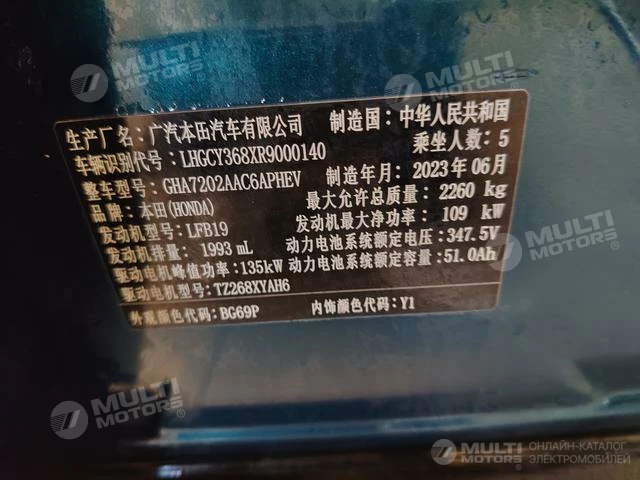 生产厂名：广汽本田汽车有限公司 制造国：中华人民共和国
车辆识别代号：LHGCY368XR9000140 乘坐人数：5
整车型号：GHA7202AAC6APHEV 制造年月：2023年06月
品牌：本田(HONDA) 最大允许总质量：2260 kg
发动机型号：LFB19 发动机最大净功率：109 kW
发动机排量：1993 mL 动力电池系统额定电压：347.5V
驱动电机峰值功率：135kW 动力电池系统额定容量：51.0Ah
驱动电机型号：TZ268XYAH6
外观颜色代码：BG69P 内饰颜色代码：Y1
MULTI MOTORS
MULTI MOTORS
MULTI MOTORS
MULTI MOTORS
MULTI MOTORS
MULTI MOTORS ОНЛАЙН-КАТАЛОГ ЭЛЕКТРОМОБИЛЕЙ